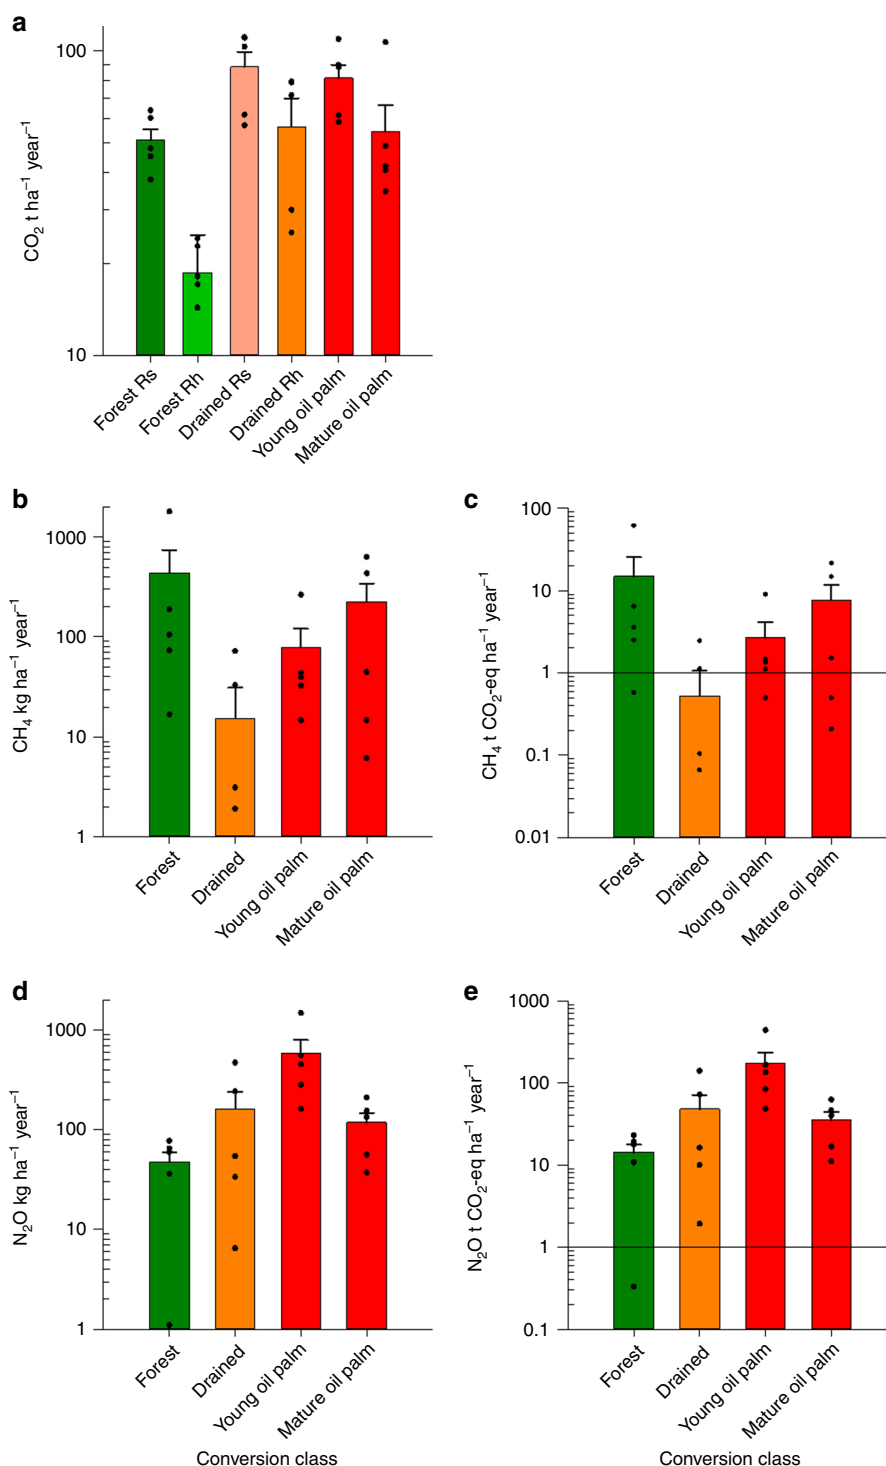 a
CO₂ t ha⁻¹ year⁻¹
100
10
Forest Rs
Forest Rh
Drained Rs
Drained Rh
Young oil palm
Mature oil palm
b
CH₄ kg ha⁻¹ year⁻¹
1000
100
10
1
Forest
Drained
Young oil palm
Mature oil palm
c
CH₄ t CO₂-eq ha⁻¹ year⁻¹
100
10
1
0.1
0.01
Forest
Drained
Young oil palm
Mature oil palm
d
N₂O kg ha⁻¹ year⁻¹
1000
100
10
1
Forest
Drained
Young oil palm
Mature oil palm
Conversion class
e
N₂O t CO₂-eq ha⁻¹ year⁻¹
1000
100
10
1
0.1
Forest
Drained
Young oil palm
Mature oil palm
Conversion class